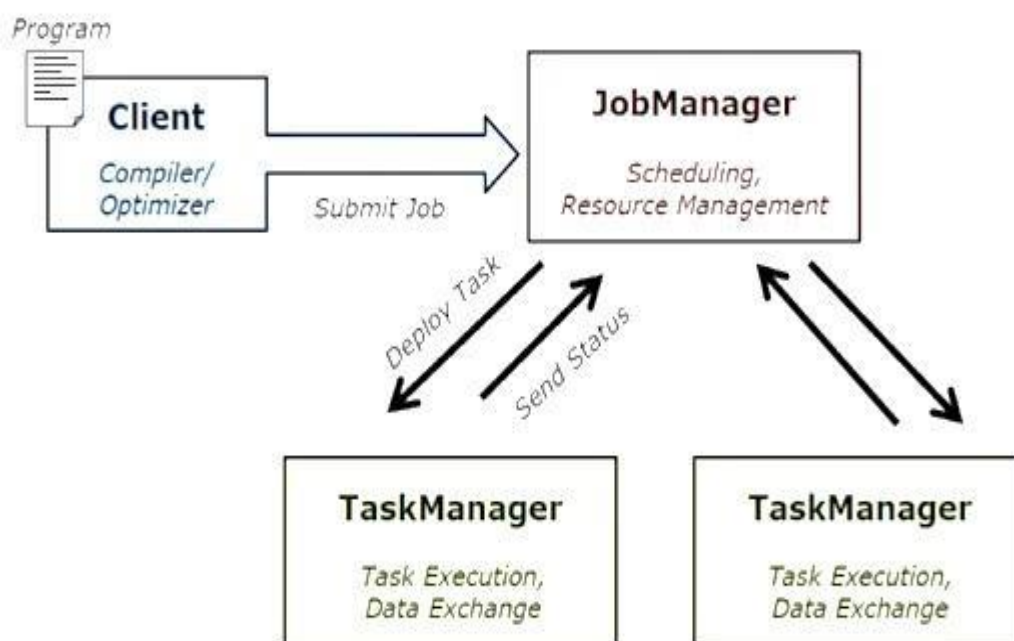 Program
Client
Compiler/
Optimizer
Submit Job
JobManager
Scheduling,
Resource Management
Deploy Task
Send Status
TaskManager
Task Execution,
Data Exchange
TaskManager
Task Execution,
Data Exchange